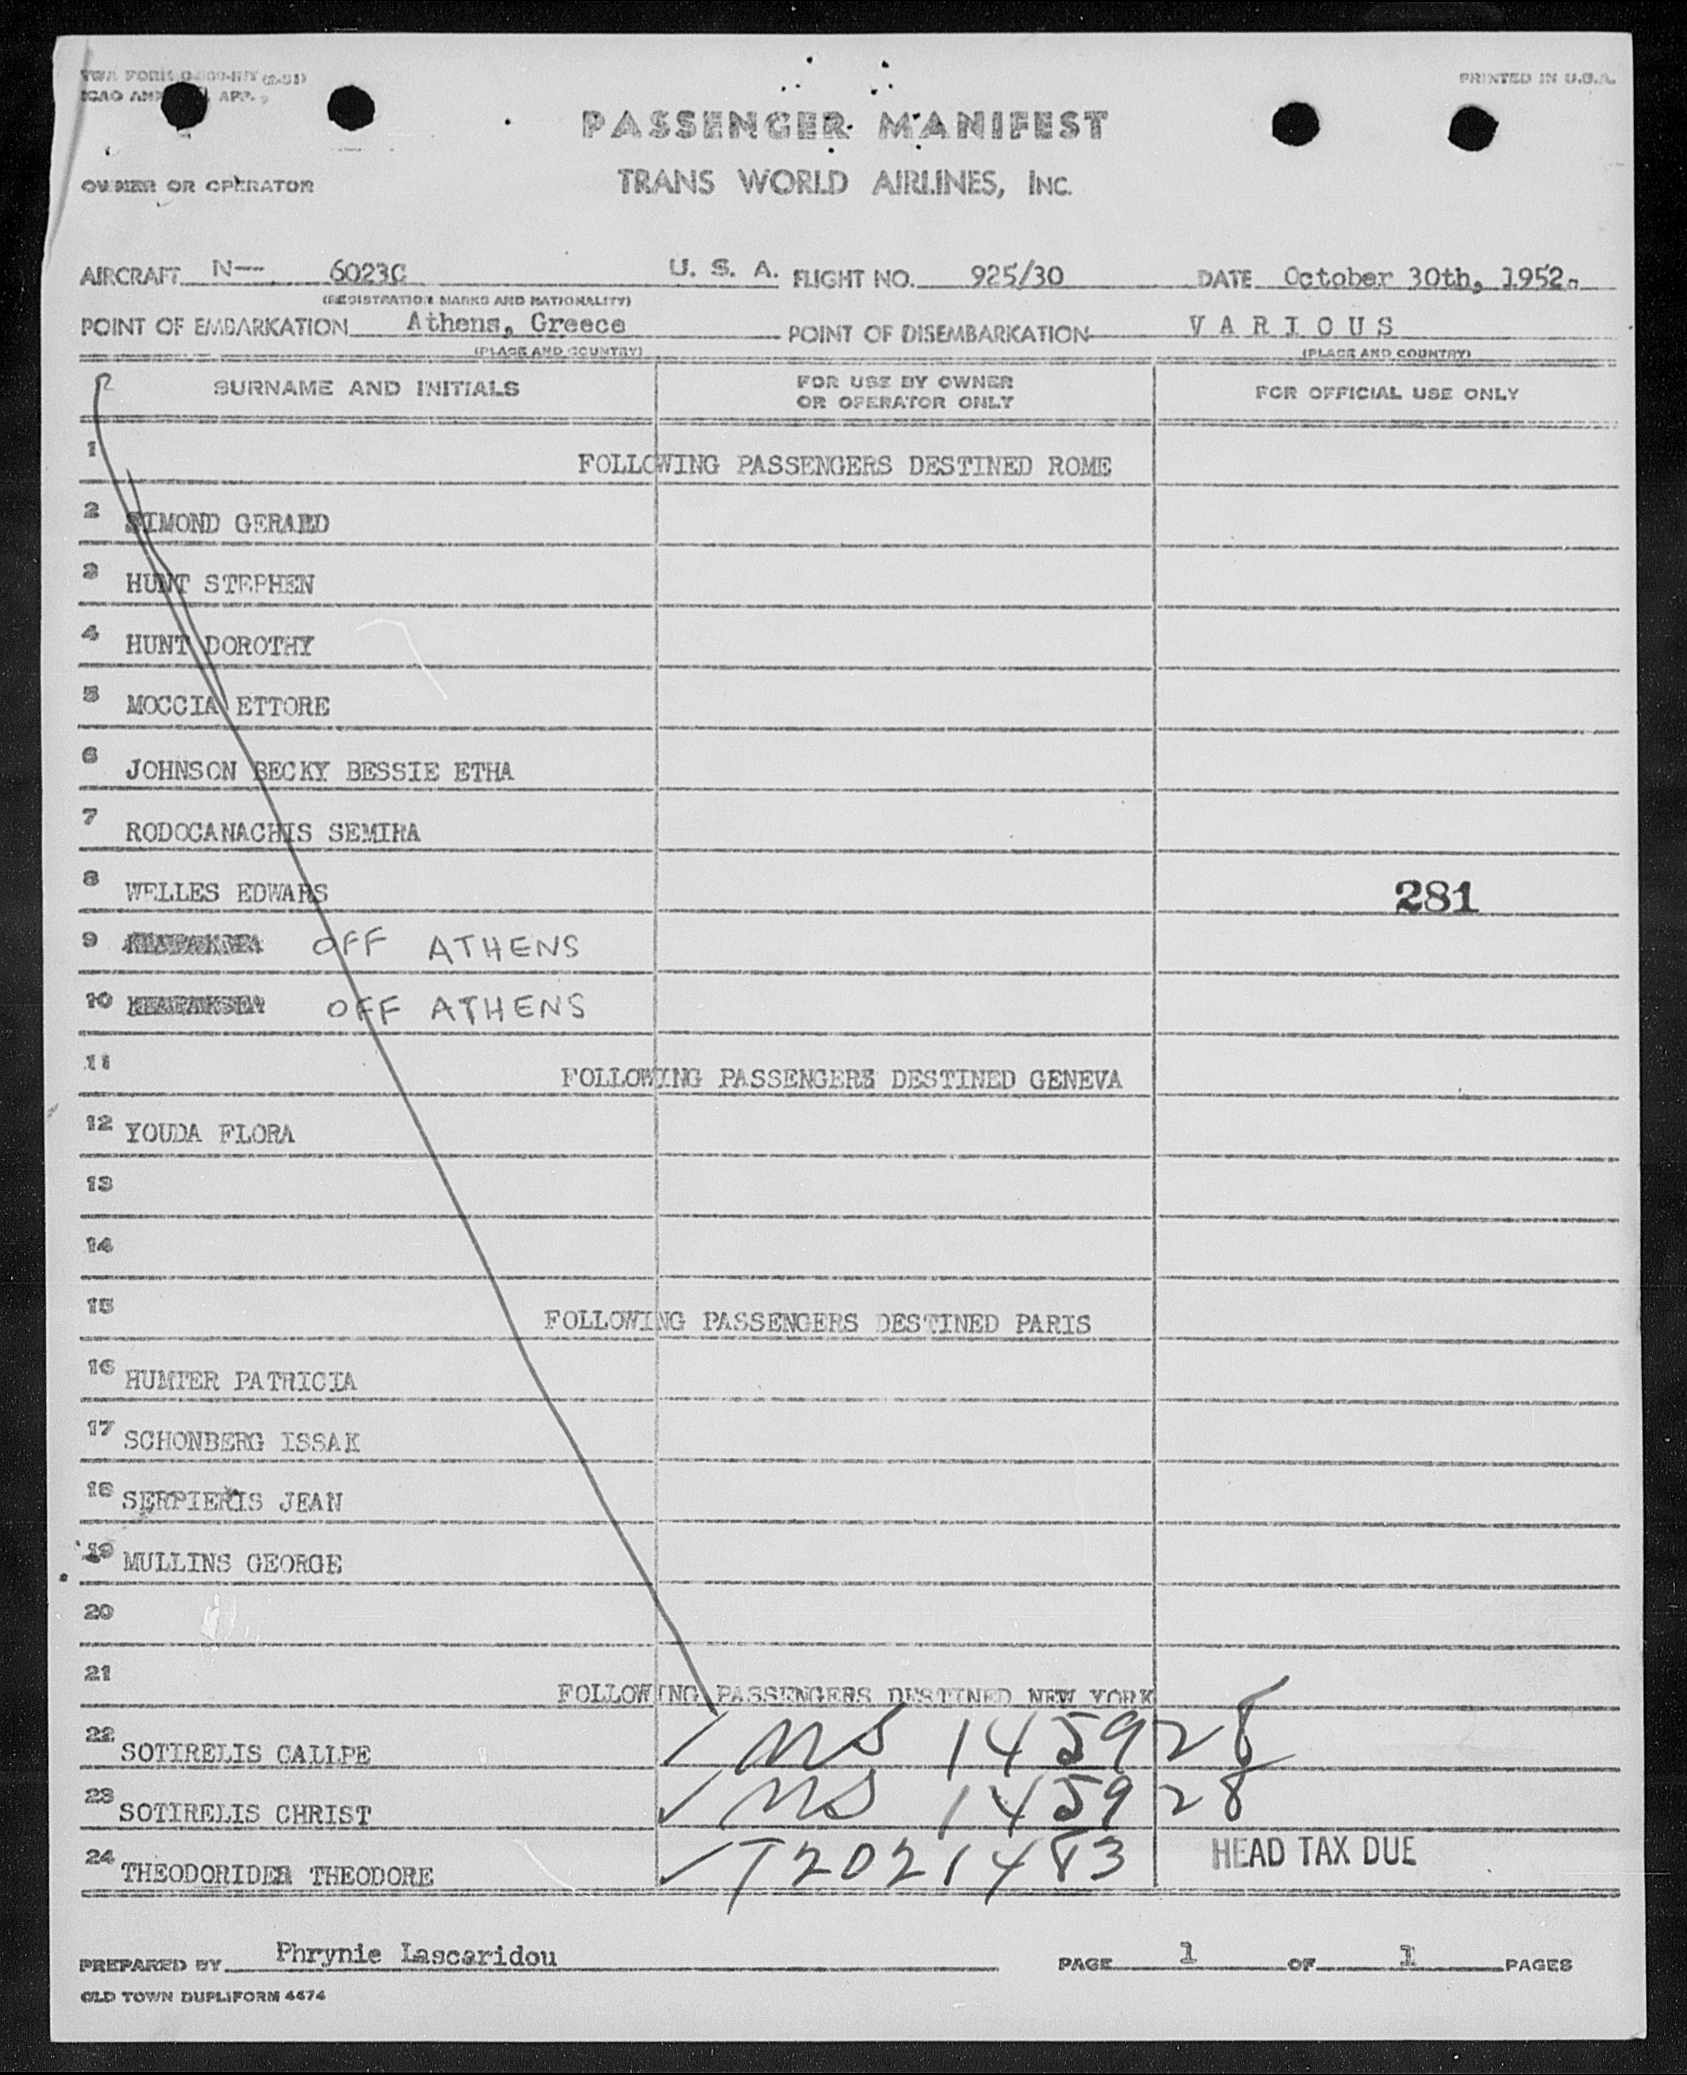 PRINTED IN U.S.A.
PASSENGER MANIFEST
OWNER OR OPERATOR
TRANS WORLD AIRLINES, INC.
AIRCRAFT N— 6023C U. S. A. FLIGHT NO. 925/30 DATE October 30th, 1952.
(REGISTRATION MARKS AND NATIONALITY)
POINT OF EMBARKATION Athens, Greece POINT OF DISEMBARKATION V A R I O U S
(PLACE AND COUNTRY) (PLACE AND COUNTRY)
SURNAME AND INITIALS FOR USE BY OWNER OR OPERATOR ONLY FOR OFFICIAL USE ONLY
1 FOLLOWING PASSENGERS DESTINED ROME
2 SIMOND GERARD
3 HUNT STEPHEN
4 HUNT DOROTHY
5 MOCCIA ETTORE
6 JOHNSON BECKY BESSIE ETHA
7 RODOCANACHIS SEMIRA
8 WELLES EDWARS 281
9 OFF ATHENS
10 OFF ATHENS
11 FOLLOWING PASSENGERS DESTINED GENEVA
12 YOUDA FLORA
13
14
15 FOLLOWING PASSENGERS DESTINED PARIS
16 HUMTER PATRICIA
17 SCHONBERG ISSAK
18 SERPIERIS JEAN
19 MULLINS GEORGE
20
21 FOLLOWING PASSENGERS DESTINED NEW YORK
22 SOTIRELIS CALLPE ✓ MS 1459 28
23 SOTIRELIS CHRIST ✓ MS 1459 28
24 THEODORIDES THEODORE ✓ T2021483 HEAD TAX DUE
PREPARED BY Phrynie Lascaridou PAGE 1 OF 1 PAGES
OLD TOWN DUPLIFORM 4474